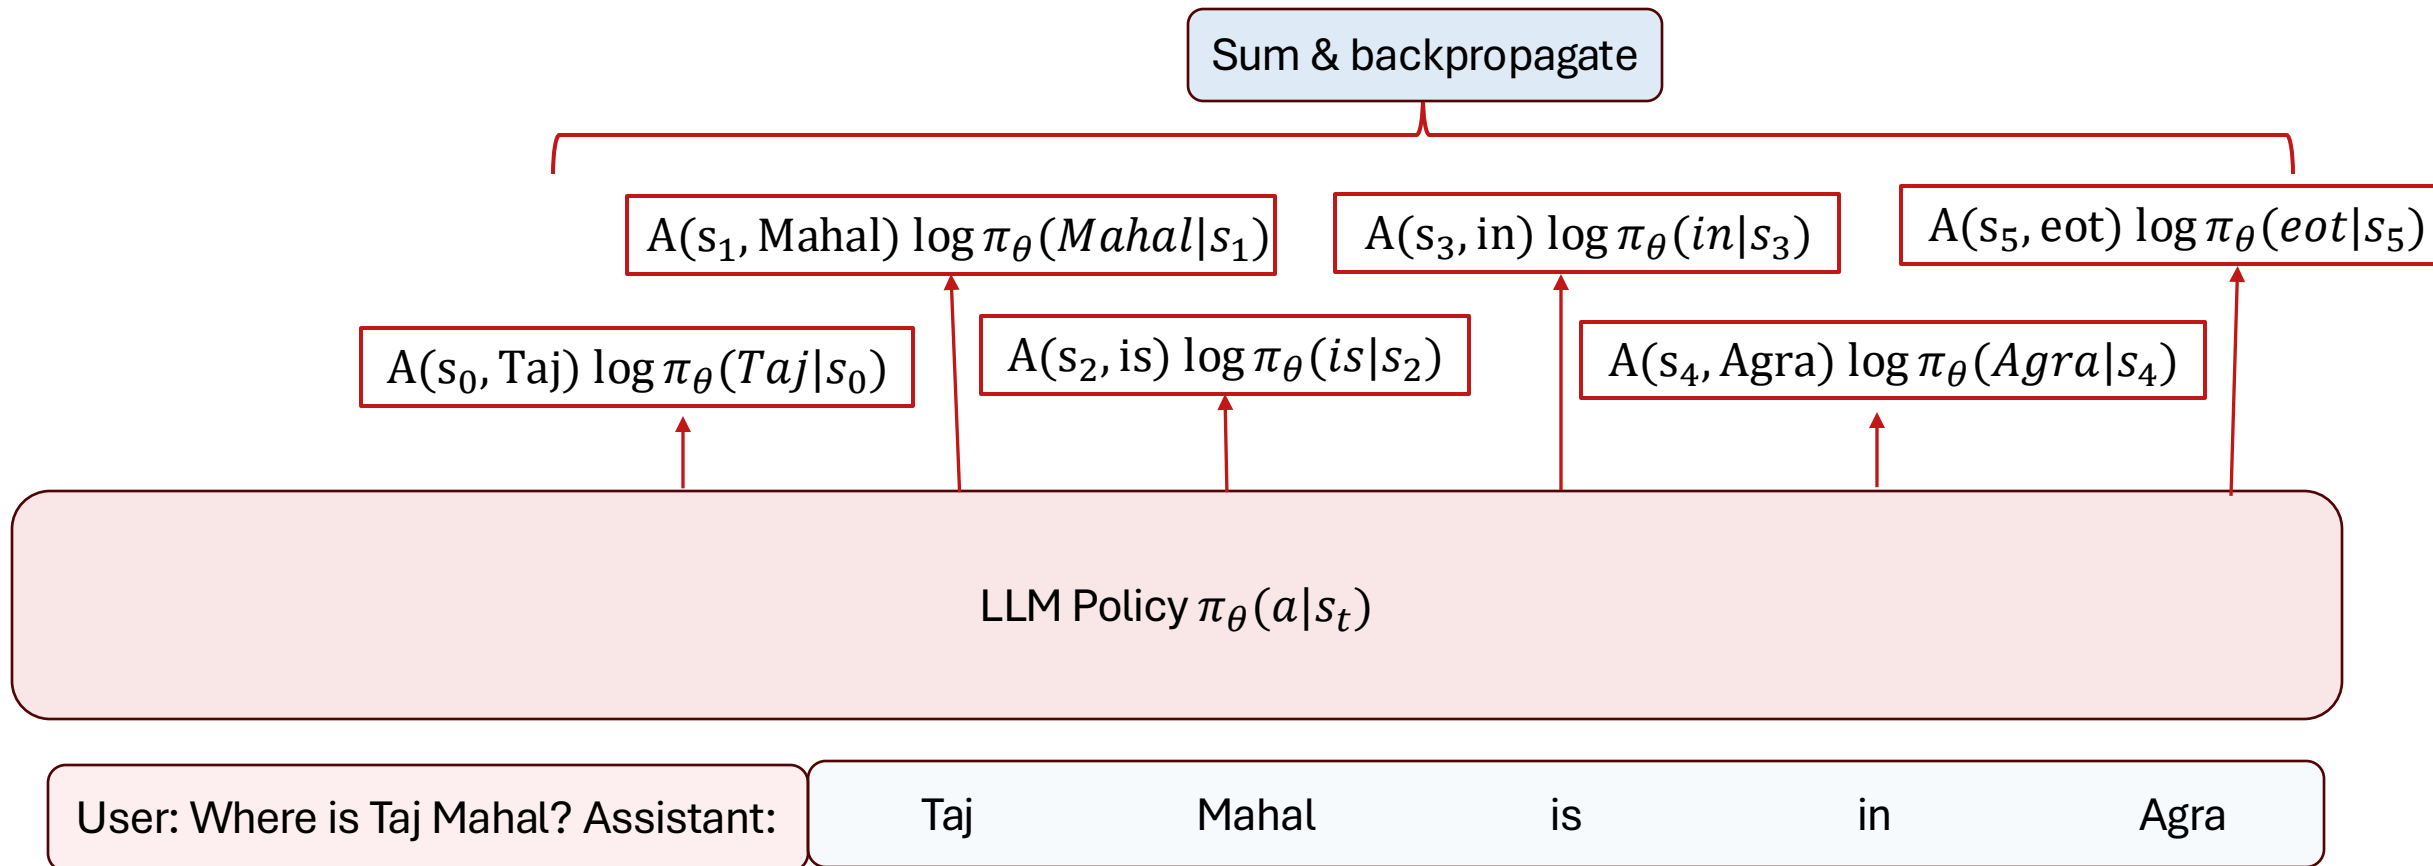 Sum & backpropagate
A(s₁, Mahal) log π_θ(Mahal|s₁)
A(s₃, in) log π_θ(in|s₃)
A(s₅, eot) log π_θ(eot|s₅)
A(s₀, Taj) log π_θ(Taj|s₀)
A(s₂, is) log π_θ(is|s₂)
A(s₄, Agra) log π_θ(Agra|s₄)
LLM Policy π_θ(a|s_t)
User: Where is Taj Mahal? Assistant: Taj Mahal is in Agra